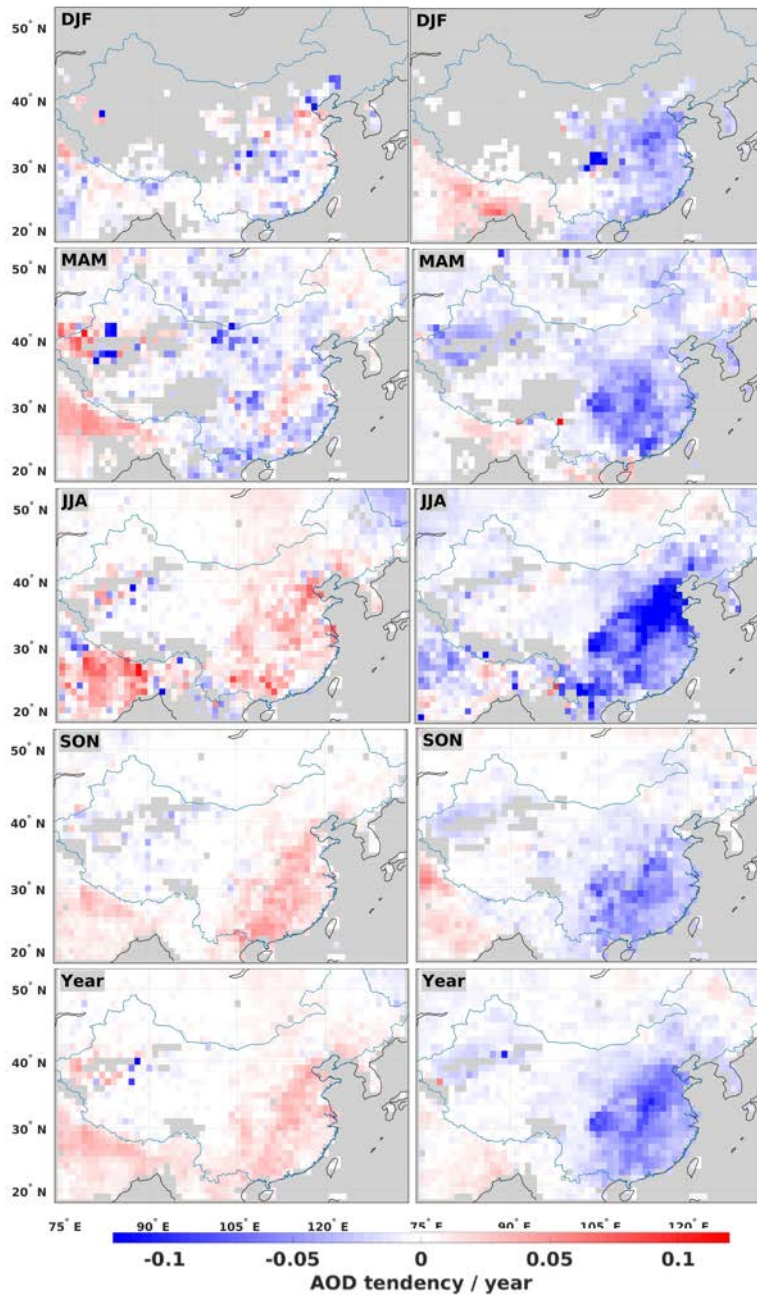 DJF
DJF
50° N
40° N
30° N
20° N
MAM
MAM
50° N
40° N
30° N
20° N
JJA
JJA
50° N
40° N
30° N
20° N
SON
SON
50° N
40° N
30° N
20° N
Year
Year
50° N
40° N
30° N
20° N
75° E 90° E 105° E 120° E 75° E 90° E 105° E 120° E
-0.1 -0.05 0 0.05 0.1
AOD tendency / year